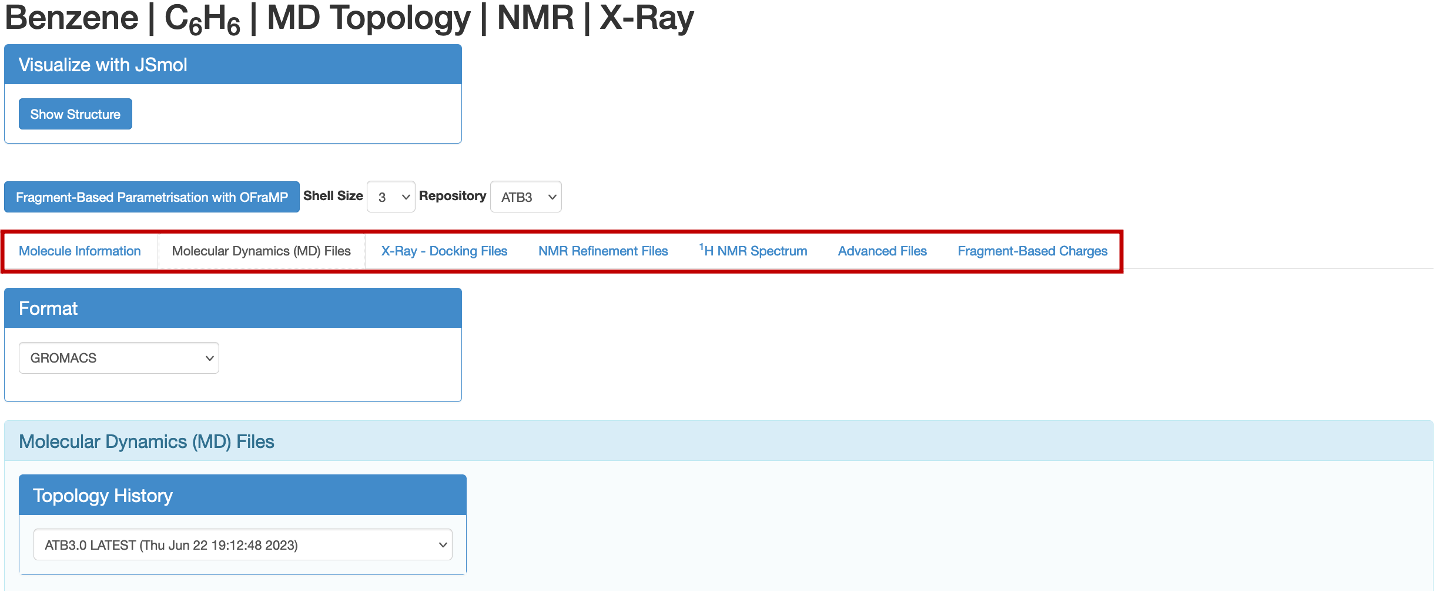 Benzene | C₆H₆ | MD Topology | NMR | X-Ray
Visualize with JSmol
Show Structure
Fragment-Based Parametrisation with OFraMP Shell Size 3 Repository ATB3
Molecule Information Molecular Dynamics (MD) Files X-Ray - Docking Files NMR Refinement Files ¹H NMR Spectrum Advanced Files Fragment-Based Charges
Format
GROMACS
Molecular Dynamics (MD) Files
Topology History
ATB3.0 LATEST (Thu Jun 22 19:12:48 2023)